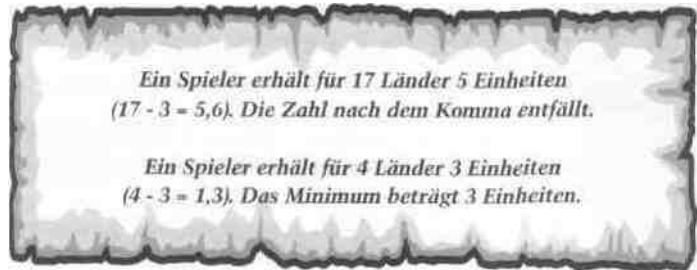 Ein Spieler erhält für 17 Länder 5 Einheiten
(17 - 3 = 5,6). Die Zahl nach dem Komma entfällt.
Ein Spieler erhält für 4 Länder 3 Einheiten
(4 - 3 = 1,3). Das Minimum beträgt 3 Einheiten.